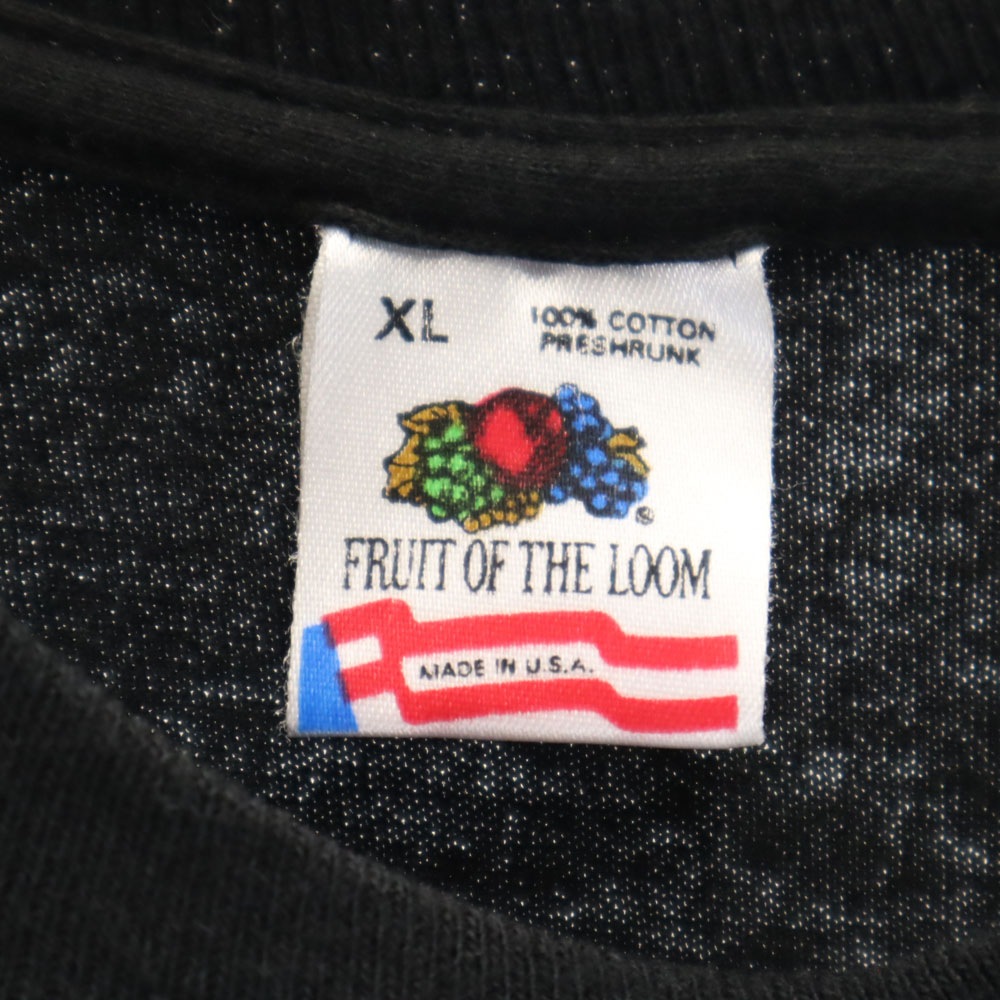 XL
100% COTTON
PRESHRUNK
®
FRUIT OF THE LOOM
MADE IN U.S.A.